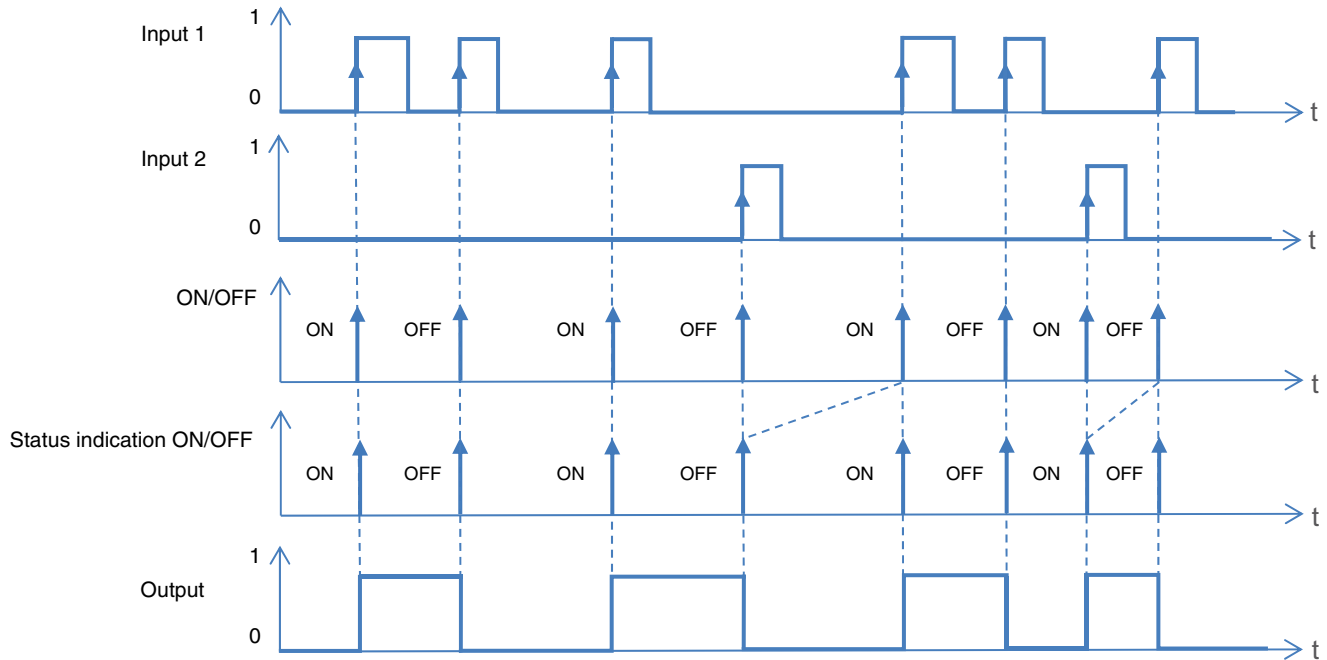 1
Input 1
0
t
1
Input 2
0
t
ON/OFF
ON OFF ON OFF ON OFF ON OFF
t
Status indication ON/OFF
ON OFF ON OFF ON OFF ON OFF
t
1
Output
0
t